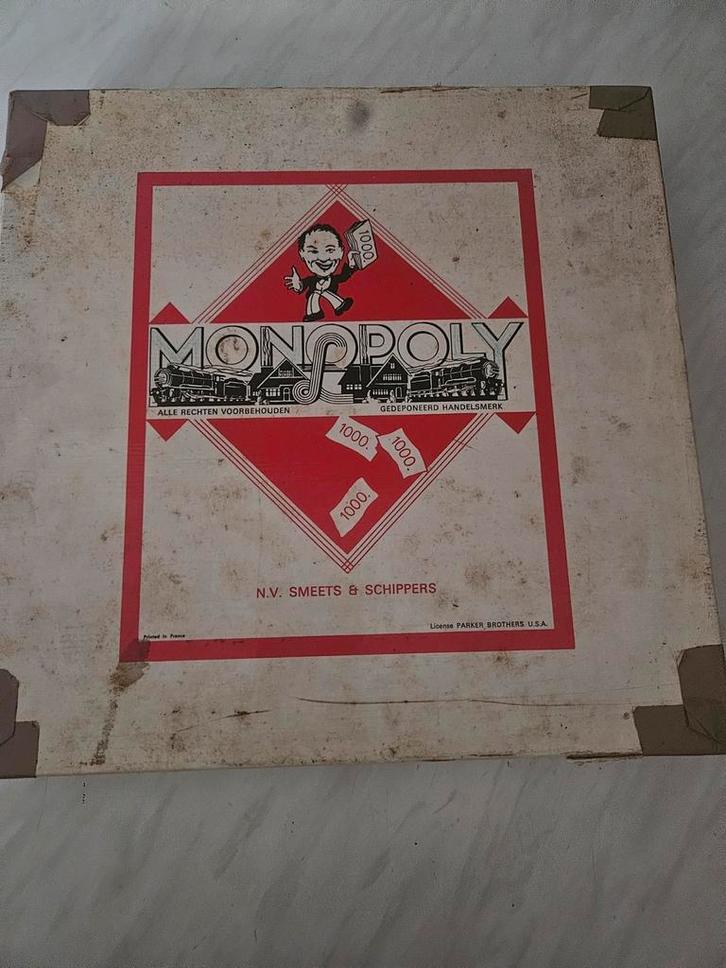 1000.
MONOPOLY
ALLE RECHTEN VOORBEHOUDEN GEDEPONEERD HANDELSMERK
1000.
1000.
1000.
N.V. SMEETS & SCHIPPERS
License PARKER BROTHERS U.S.A.
Printed in France